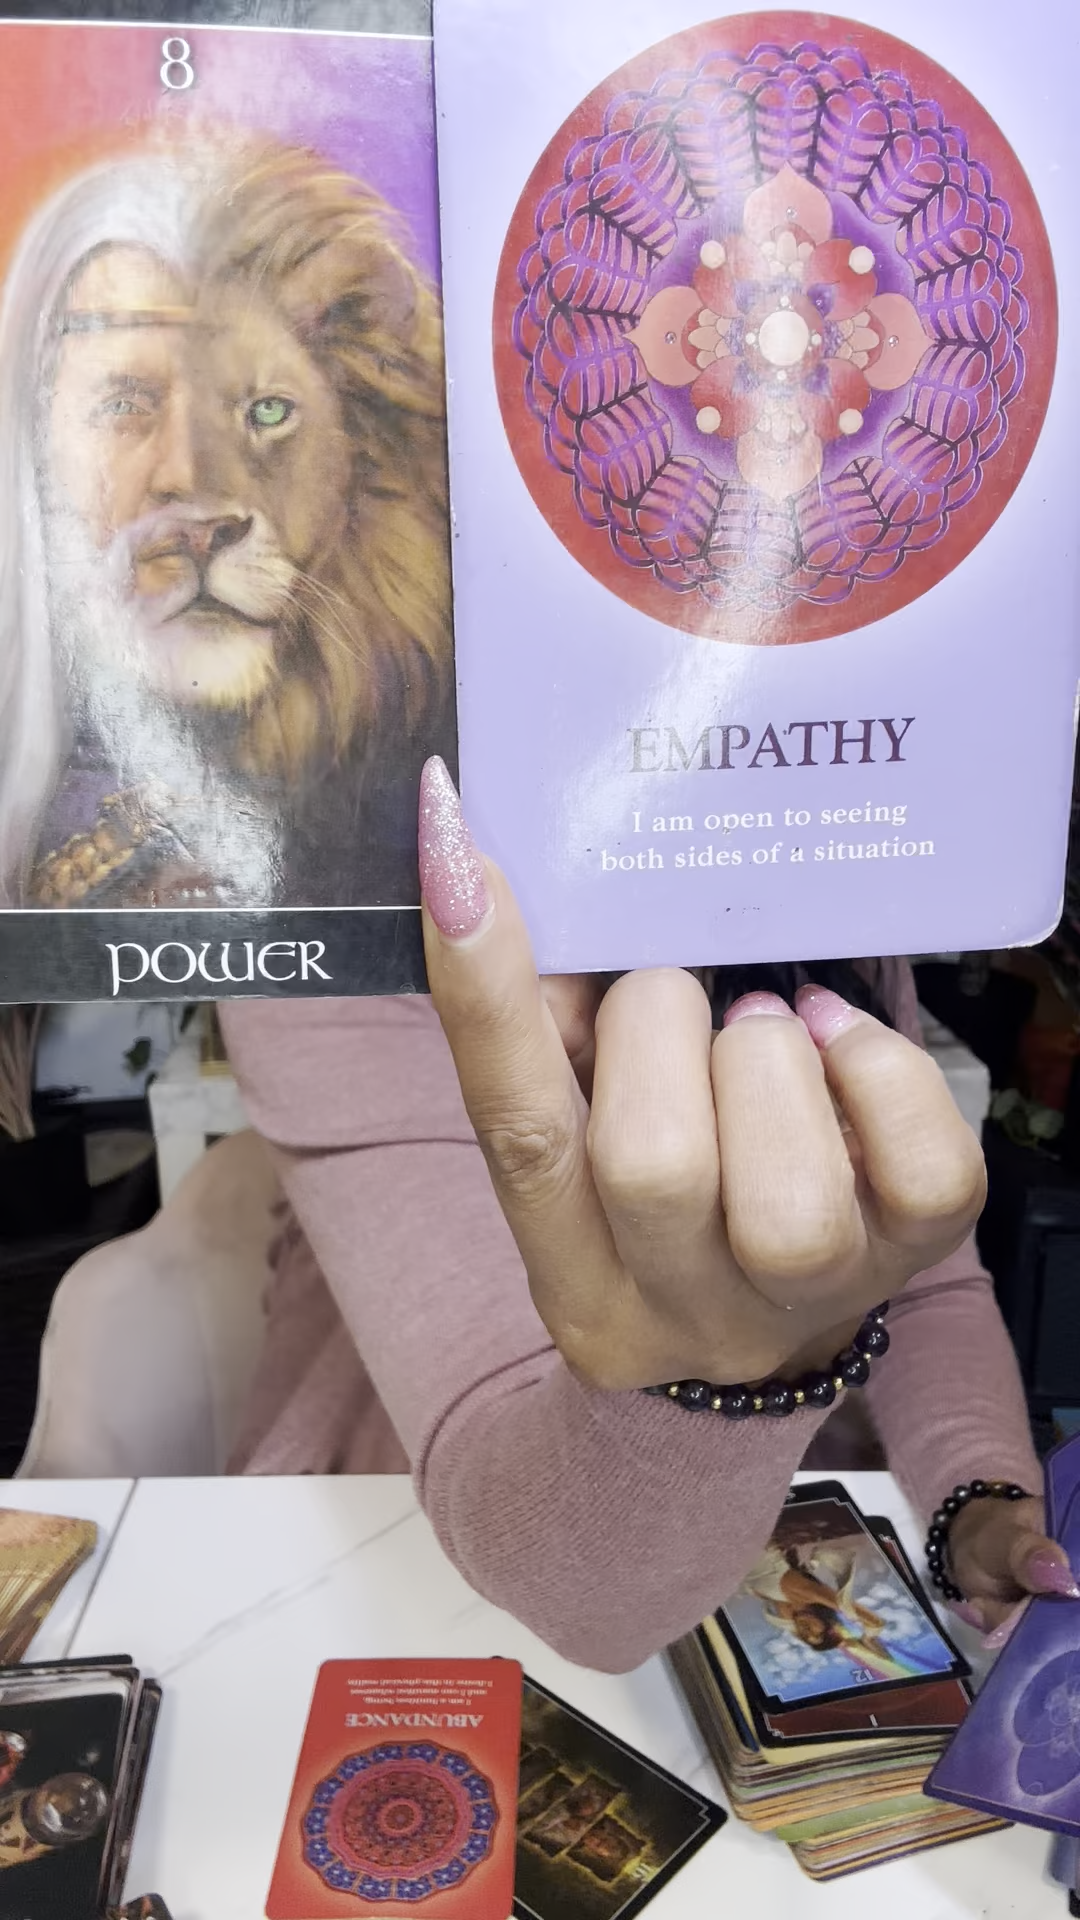 8
POWER
EMPATHY
I am open to seeing
both sides of a situation
ABUNDANCE
12
I